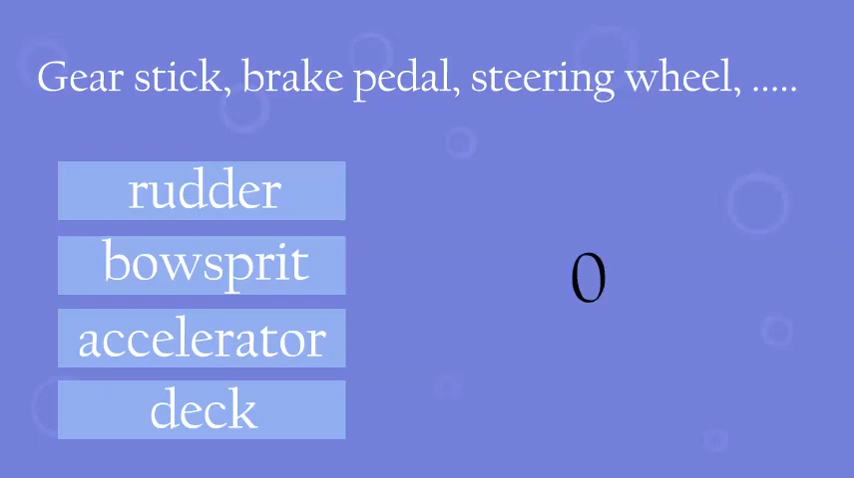 Gear stick, brake pedal, steering wheel, .....
rudder
bowsprit
accelerator
deck
0